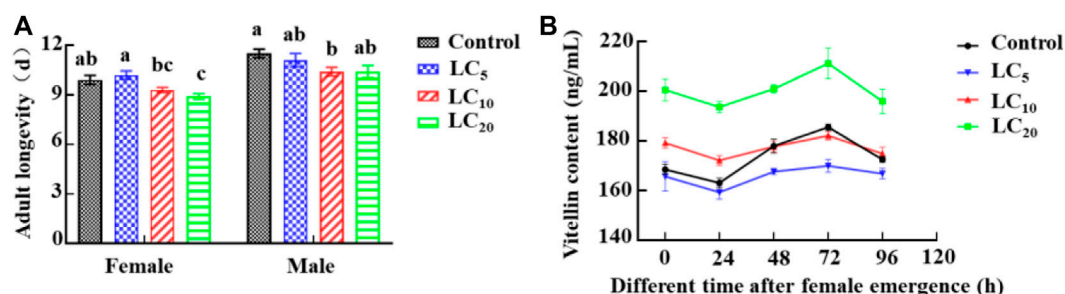 A
Adult longevity (d)
12
9
6
3
0
ab
a
bc
c
a
ab
b
ab
Female
Male
Control
LC5
LC10
LC20
B
Vitellin content (ng/mL)
220
200
180
160
140
0 24 48 72 96 120
Different time after female emergence (h)
Control
LC5
LC10
LC20